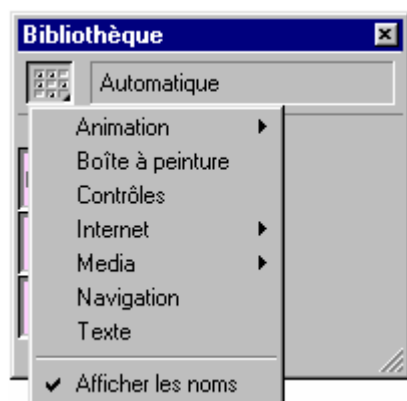 Bibliothèque
Automatique
Animation
Boîte à peinture
Contrôles
Internet
Media
Navigation
Texte
Afficher les noms